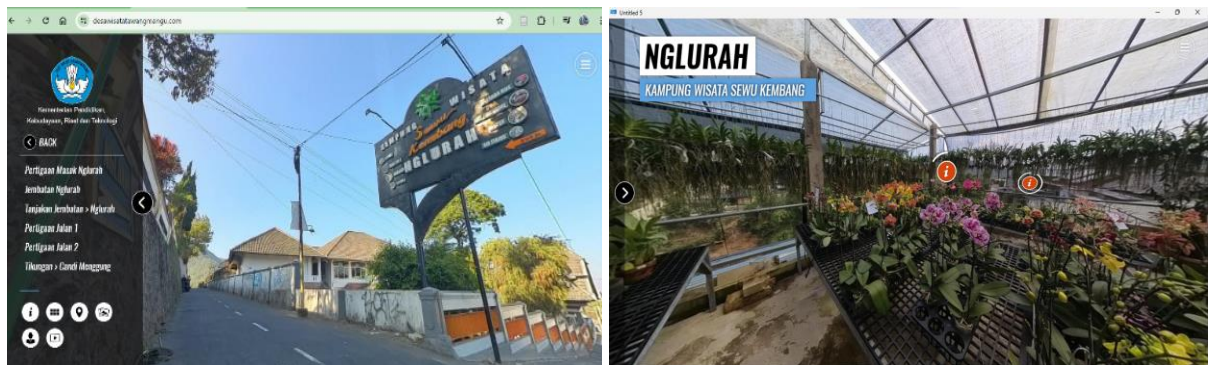 desawisatatawangmangu.com
Kementerian Pendidikan,
Kebudayaan, Riset dan Teknologi
BACK
Pertigaan Masuk Nglurah
Jembatan Nglurah
Tanjakan Jembatan > Nglurah
Pertigaan Jalan 1
Pertigaan Jalan 2
Tikungan > Candi Menggung
KAMPUNG WISATA
Sewu
Kembang
NGLURAH
Untitled 5
NGLURAH
KAMPUNG WISATA SEWU KEMBANG